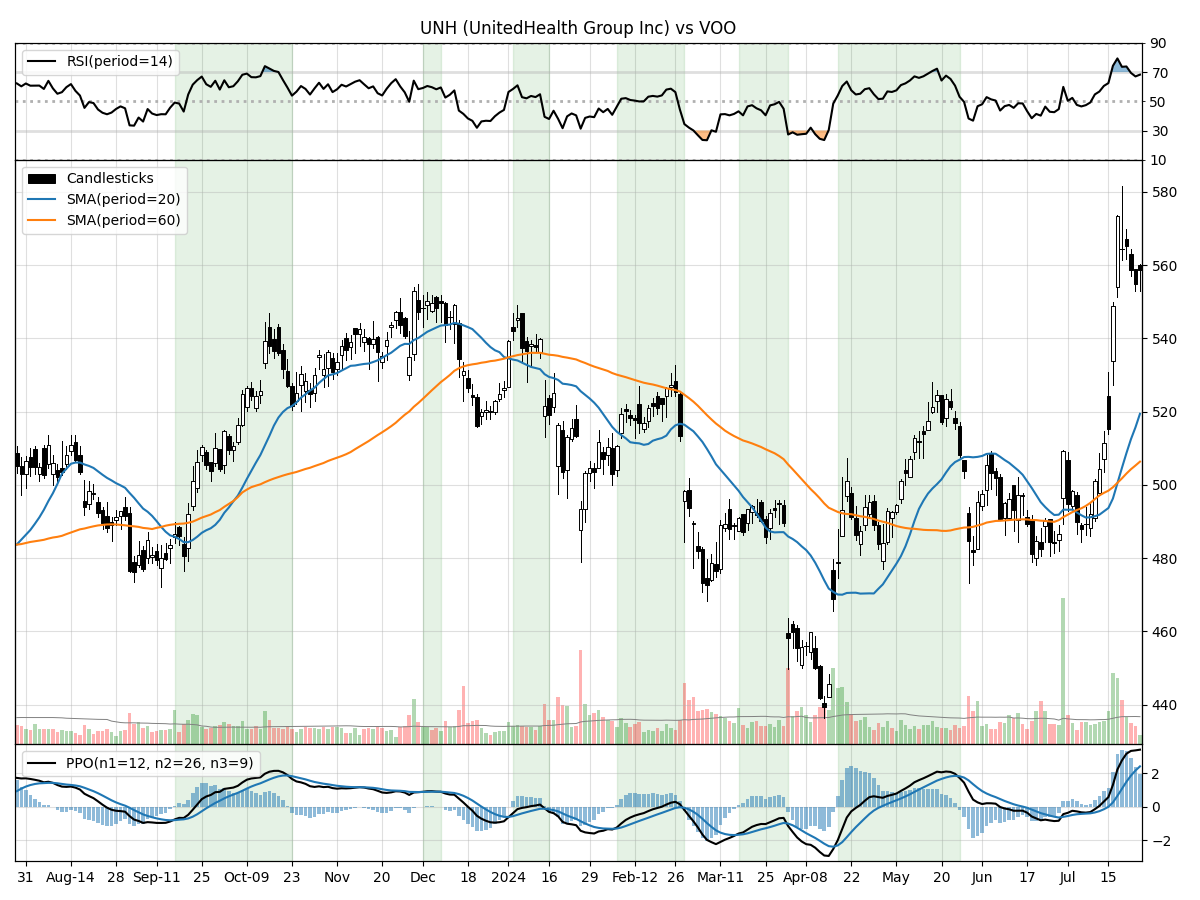 UNH (UnitedHealth Group Inc) vs VOO
RSI(period=14)
90
70
50
30
10
Candlesticks
SMA(period=20)
SMA(period=60)
580
560
540
520
500
480
460
440
PPO(n1=12, n2=26, n3=9)
2
0
−2
31 Aug-14 28 Sep-11 25 Oct-09 23 Nov 20 Dec 18 2024 16 29 Feb-12 26 Mar-11 25 Apr-08 22 May 20 Jun 17 Jul 15